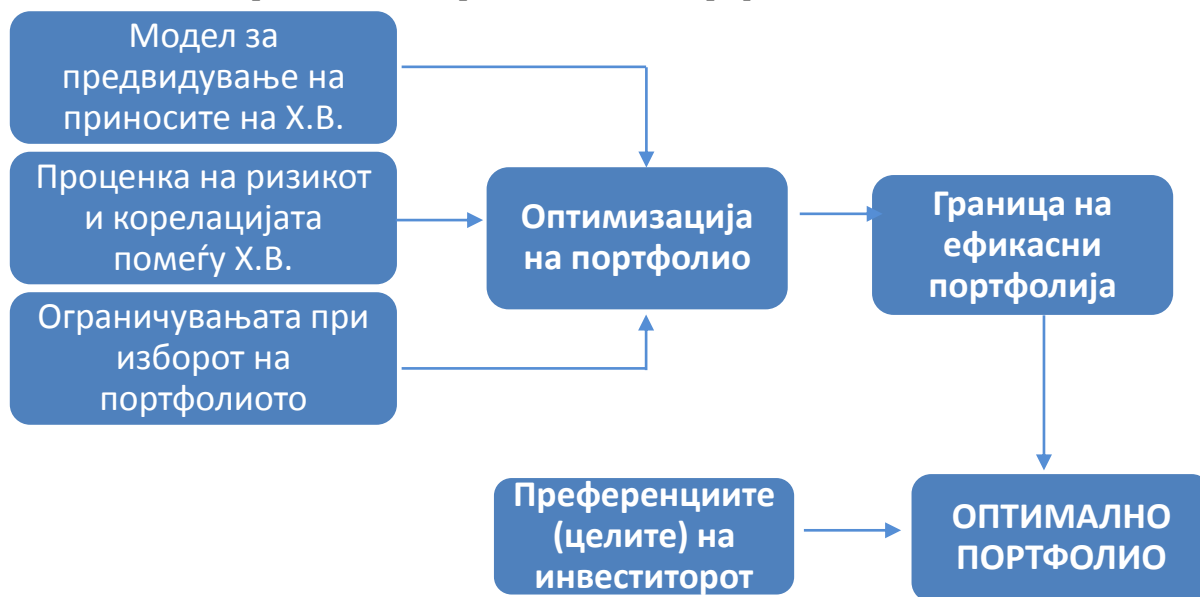 Модел за
предвидување на
приносите на Х.В.
Проценка на ризикот
и корелацијата
помеѓу Х.В.
Ограничувањата при
изборот на
портфолиото
Оптимизација
на портфолио
Граница на
ефикасни
портфолија
Преференциите
(целите) на
инвеститорот
ОПТИМАЛНО
ПОРТФОЛИО